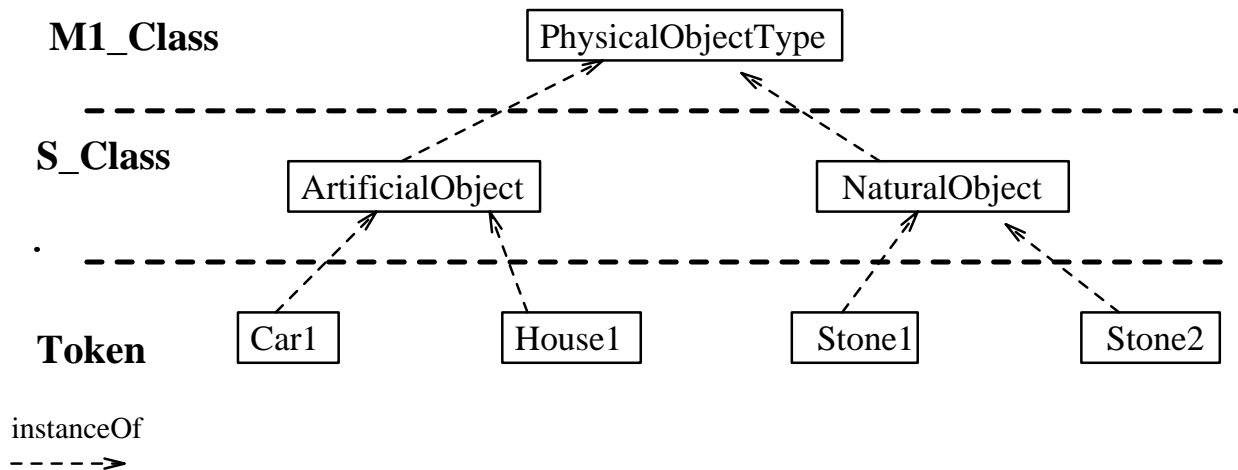 M1_Class
PhysicalObjectType
S_Class
ArtificialObject
NaturalObject
.
Token
Car1
House1
Stone1
Stone2
instanceOf